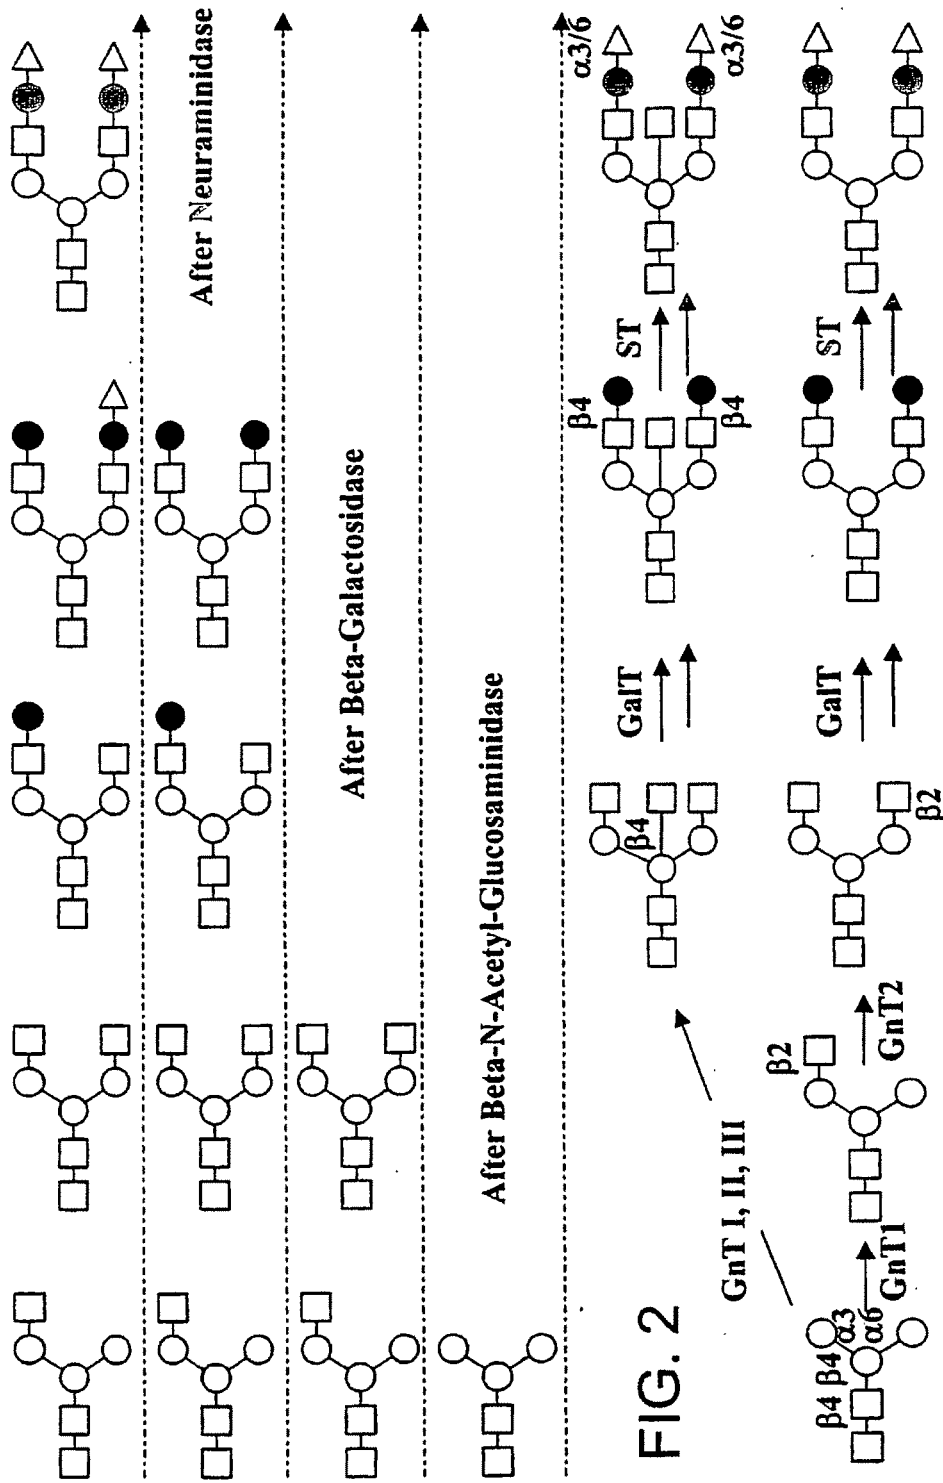 After Neuraminidase
After Beta-Galactosidase
After Beta-N-Acetyl-Glucosaminidase
FIG. 2
GnT I, II, III
β4
GalT
β4
β4
ST
α3/6
α3/6
β4 β4 α3
α6
GnT1
β2
GnT2
β2
GalT
ST